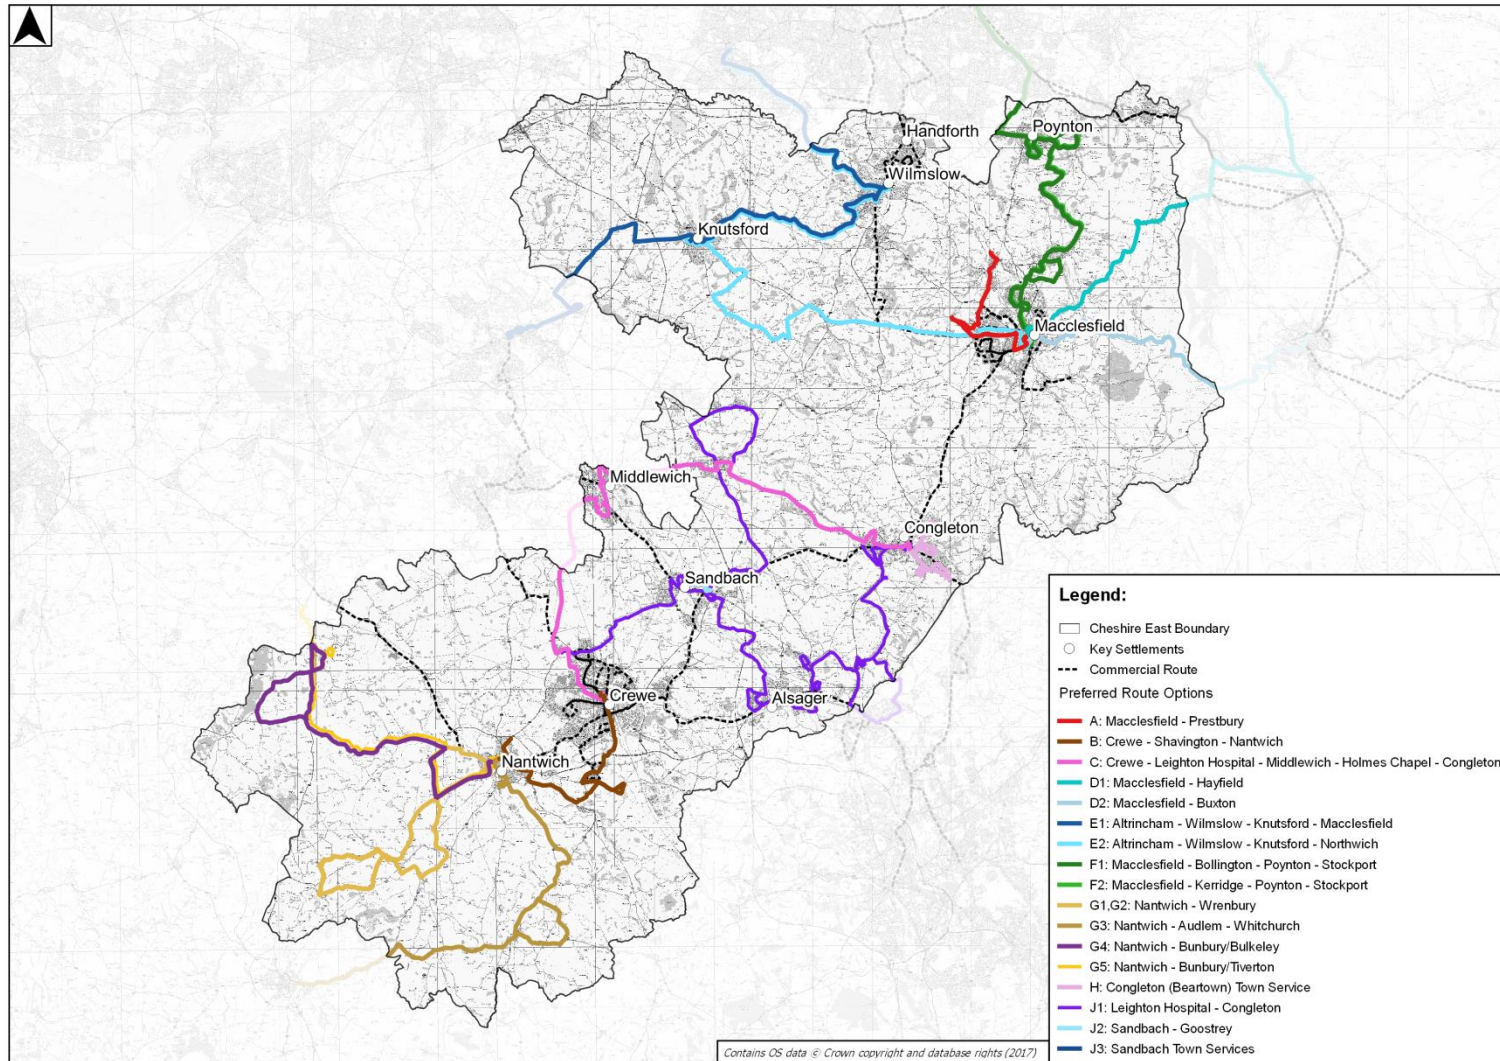 Handforth
Poynton
Wilmslow
Knutsford
Macclesfield
Middlewich
Congleton
Sandbach
Crewe
Alsager
Nantwich
Legend:
Cheshire East Boundary
Key Settlements
Commercial Route
Preferred Route Options
A: Macclesfield - Prestbury
B: Crewe - Shavington - Nantwich
C: Crewe - Leighton Hospital - Middlewich - Holmes Chapel - Congleton
D1: Macclesfield - Hayfield
D2: Macclesfield - Buxton
E1: Altrincham - Wilmslow - Knutsford - Macclesfield
E2: Altrincham - Wilmslow - Knutsford - Northwich
F1: Macclesfield - Bollington - Poynton - Stockport
F2: Macclesfield - Kerridge - Poynton - Stockport
G1,G2: Nantwich - Wrenbury
G3: Nantwich - Audlem - Whitchurch
G4: Nantwich - Bunbury/Bulkeley
G5: Nantwich - Bunbury/Tiverton
H: Congleton (Beartown) Town Service
J1: Leighton Hospital - Congleton
J2: Sandbach - Goostrey
J3: Sandbach Town Services
Contains OS data © Crown copyright and database rights (2017)